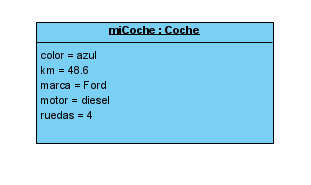 miCoche : Coche
color = azul
km = 48.6
marca = Ford
motor = diesel
ruedas = 4